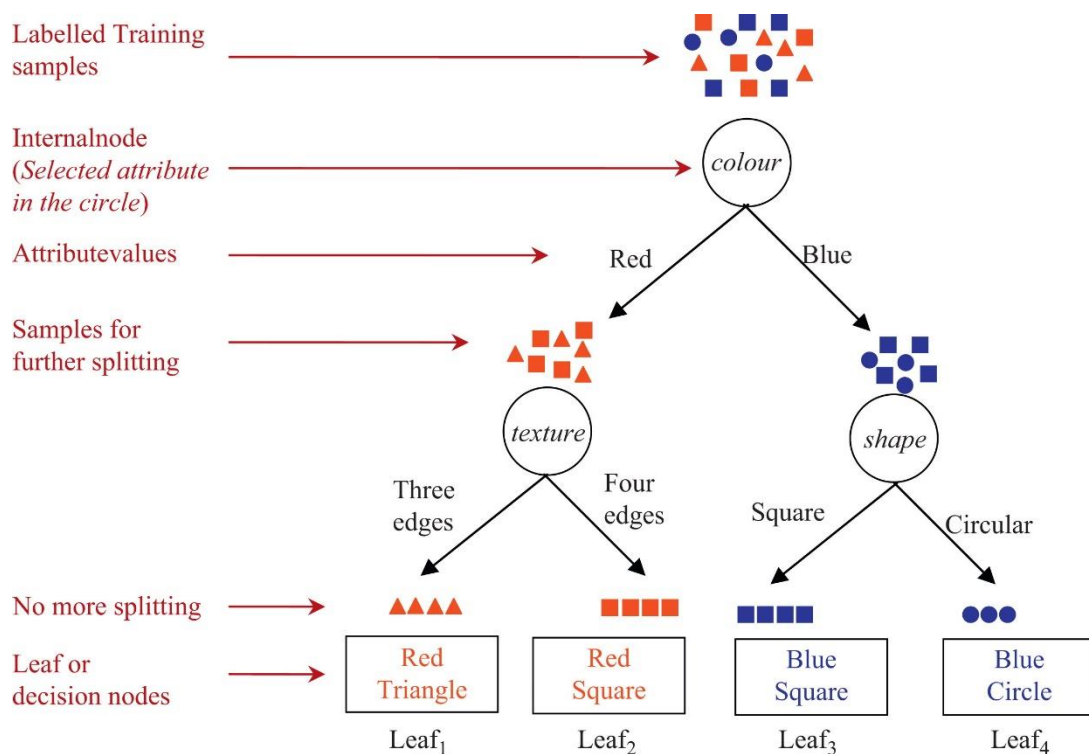 Labelled Training
samples
Internalnode
(Selected attribute
in the circle)
colour
Attributevalues
Red
Blue
Samples for
further splitting
texture
shape
Three
edges
Four
edges
Square
Circular
No more splitting
Leaf or
decision nodes
Red
Triangle
Red
Square
Blue
Square
Blue
Circle
Leaf₁
Leaf₂
Leaf₃
Leaf₄